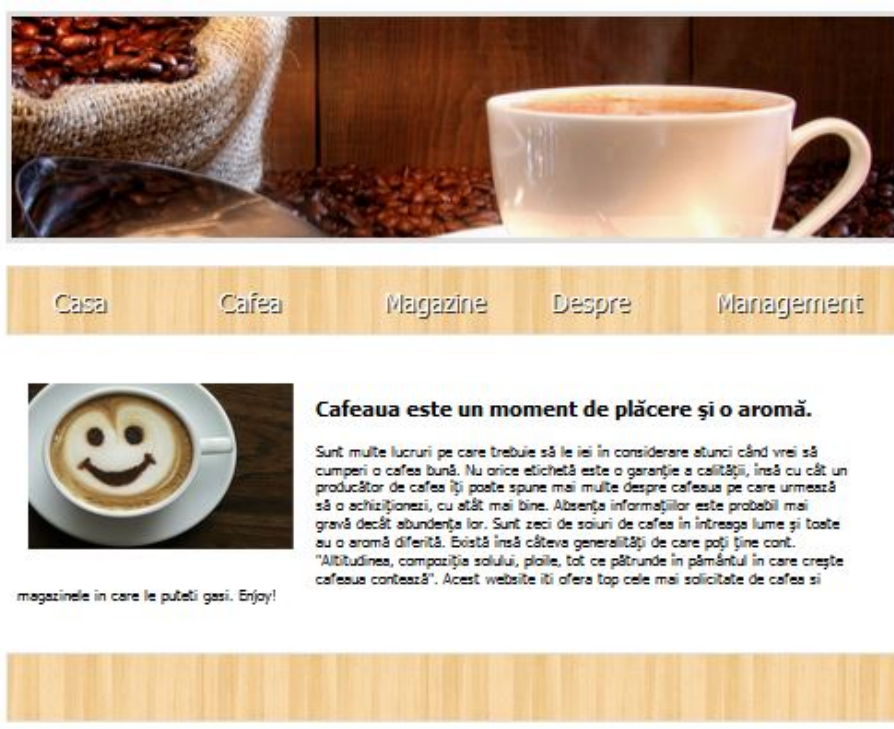 Casa Cafea Magazine Despre Management
Cafeaua este un moment de plăcere şi o aromă.
Sunt multe lucruri pe care trebuie să le iei în considerare atunci când vrei să
cumperi o cafea bună. Nu orice etichetă este o garanţie a calităţii, însă cu cât un
producător de cafea îţi poate spune mai multe despre cafeaua pe care urmează
să o achiziţionezi, cu atât mai bine. Absenţa informaţiilor este probabil mai
gravă decât abundenţa lor. Sunt zeci de soiuri de cafea în întreaga lume şi toate
au o aromă diferită. Există însă câteva generalităţi de care poţi ţine cont.
"Altitudinea, compoziţia solului, ploile, tot ce pătrunde în pământul în care creşte
cafeaua contează". Acest website iti ofera top cele mai solicitate de cafea si
magazinele in care le puteti gasi. Enjoy!